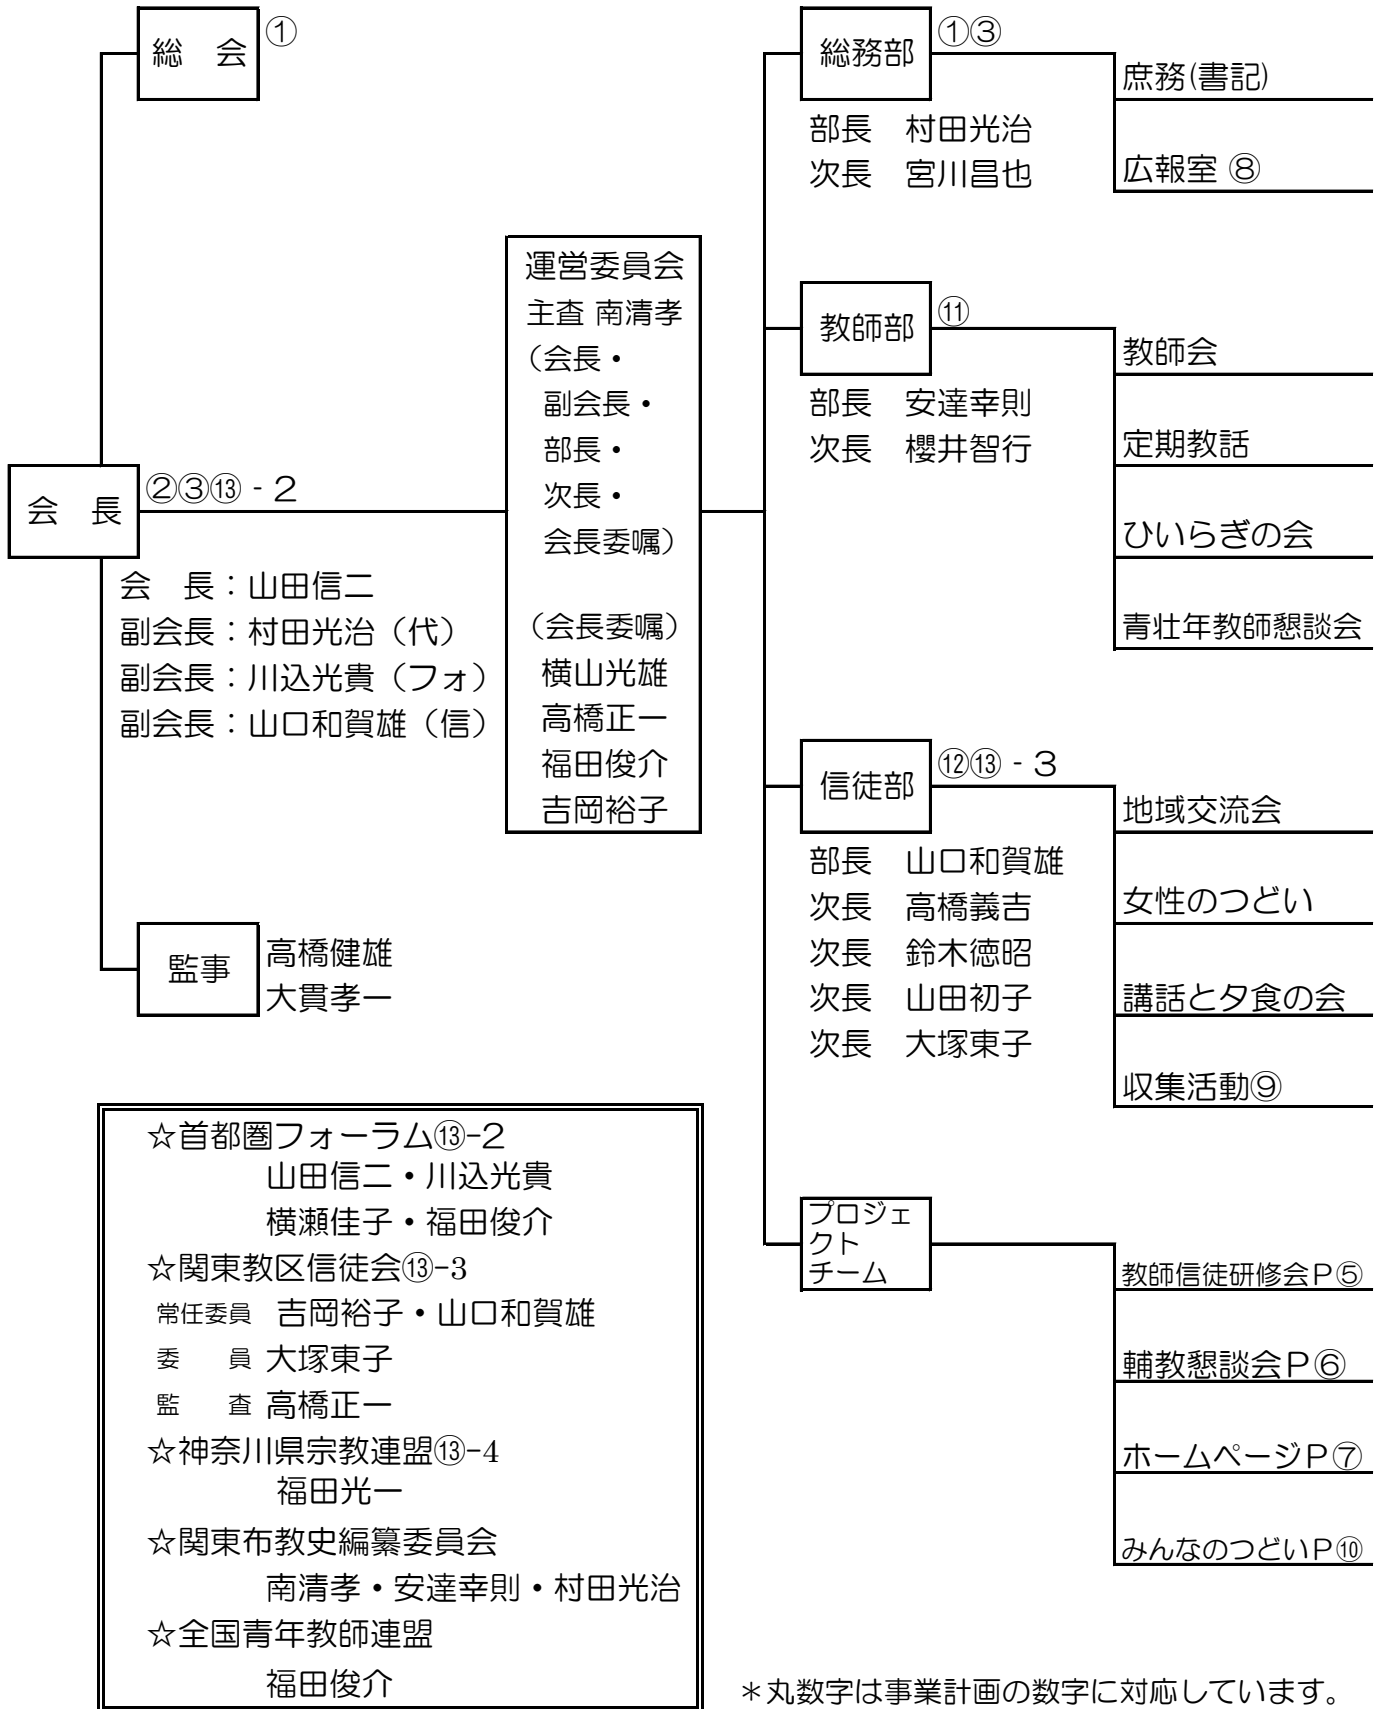 総　会 ①
会　長 ②③⑬‐２
会　長：山田信二
副会長：村田光治（代）
副会長：川込光貴（フォ）
副会長：山口和賀雄（信）
監事
高橋健雄
大貫孝一
運営委員会
主査 南清孝
（会長・
副会長・
部長・
次長・
会長委嘱）
（会長委嘱）
横山光雄
高橋正一
福田俊介
吉岡裕子
総務部 ①③
部長　村田光治
次長　宮川昌也
庶務(書記)
広報室 ⑧
教師部 ⑪
部長　安達幸則
次長　櫻井智行
教師会
定期教話
ひいらぎの会
青壮年教師懇談会
信徒部 ⑫⑬‐３
部長　山口和賀雄
次長　高橋義吉
次長　鈴木徳昭
次長　山田初子
次長　大塚東子
地域交流会
女性のつどい
講話と夕食の会
収集活動⑨
プロジェ
クト
チーム
教師信徒研修会Ｐ⑤
輔教懇談会Ｐ⑥
ホームページＰ⑦
みんなのつどいＰ⑩
☆首都圏フォーラム⑬−２
山田信二・川込光貴
横瀬佳子・福田俊介
☆関東教区信徒会⑬−3
常任委員　吉岡裕子・山口和賀雄
委　　員 大塚東子
監　　査 高橋正一
☆神奈川県宗教連盟⑬−4
福田光一
☆関東布教史編纂委員会
南清孝・安達幸則・村田光治
☆全国青年教師連盟
福田俊介
＊丸数字は事業計画の数字に対応しています。